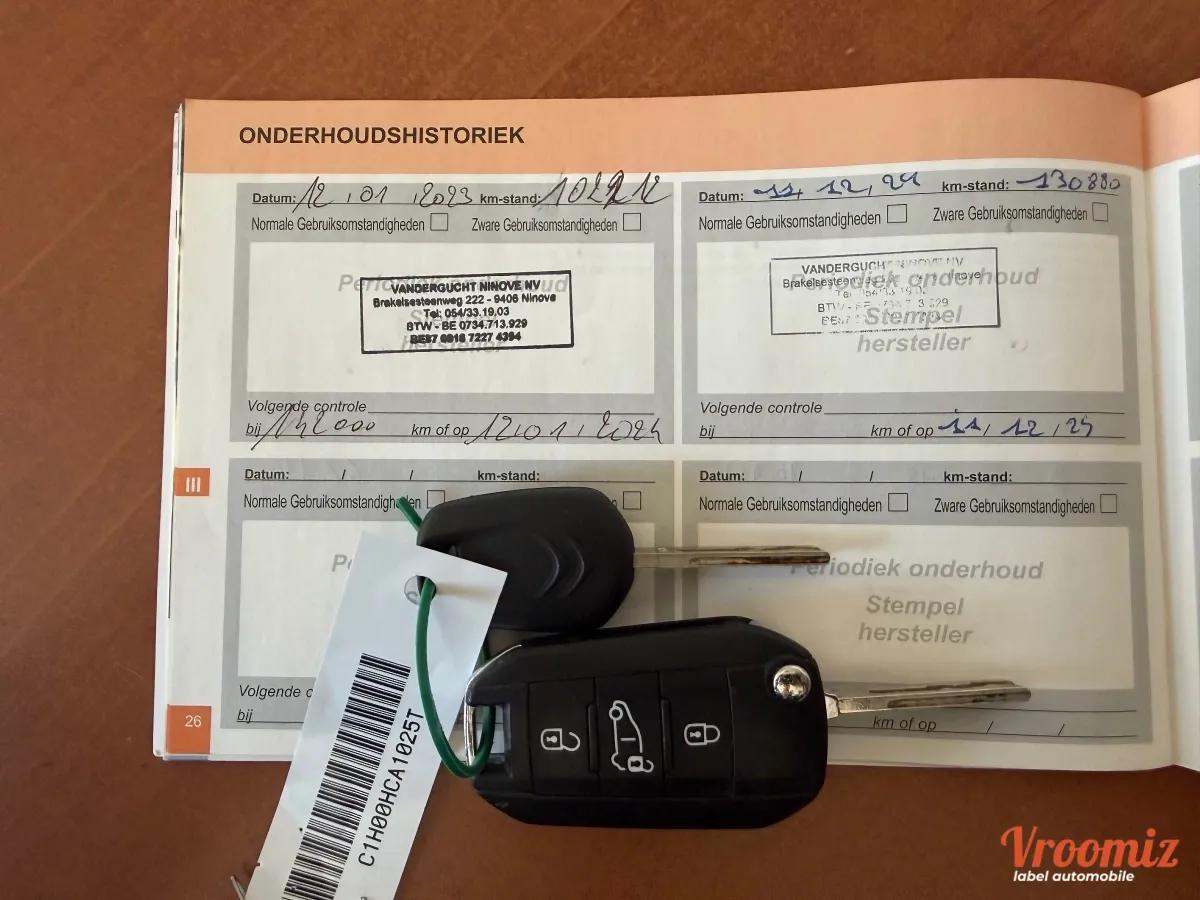 ONDERHOUDSHISTORIEK
Datum: 12 , 01 , 2023 km-stand:
Normale Gebruiksomstandigheden Zware Gebruiksomstandigheden
VANDERGUCHT NINOVE NV
Brakelsesteenweg 222 - 9406 Ninove
Tel: 054/33.19.03
BTW - BE 0734.713.929
Volgende controle
bij 142000 km of op 12,01,2024
Datum: 11, 12, 24 km-stand: 130880
Normale Gebruiksomstandigheden Zware Gebruiksomstandigheden
VANDERGUCHT NINOVE NV
Periodiek onderhoud
Stempel
hersteller
Volgende controle
bij km of op 11/ 12 , 25
Datum: / / km-stand:
Normale Gebruiksomstandigheden
Datum: / / km-stand:
Normale Gebruiksomstandigheden Zware Gebruiksomstandigheden
Periodiek onderhoud
Stempel
hersteller
Volgende
bij
km of op / /
III
26
C1H00HCA1025T
Vroomiz
label automobile